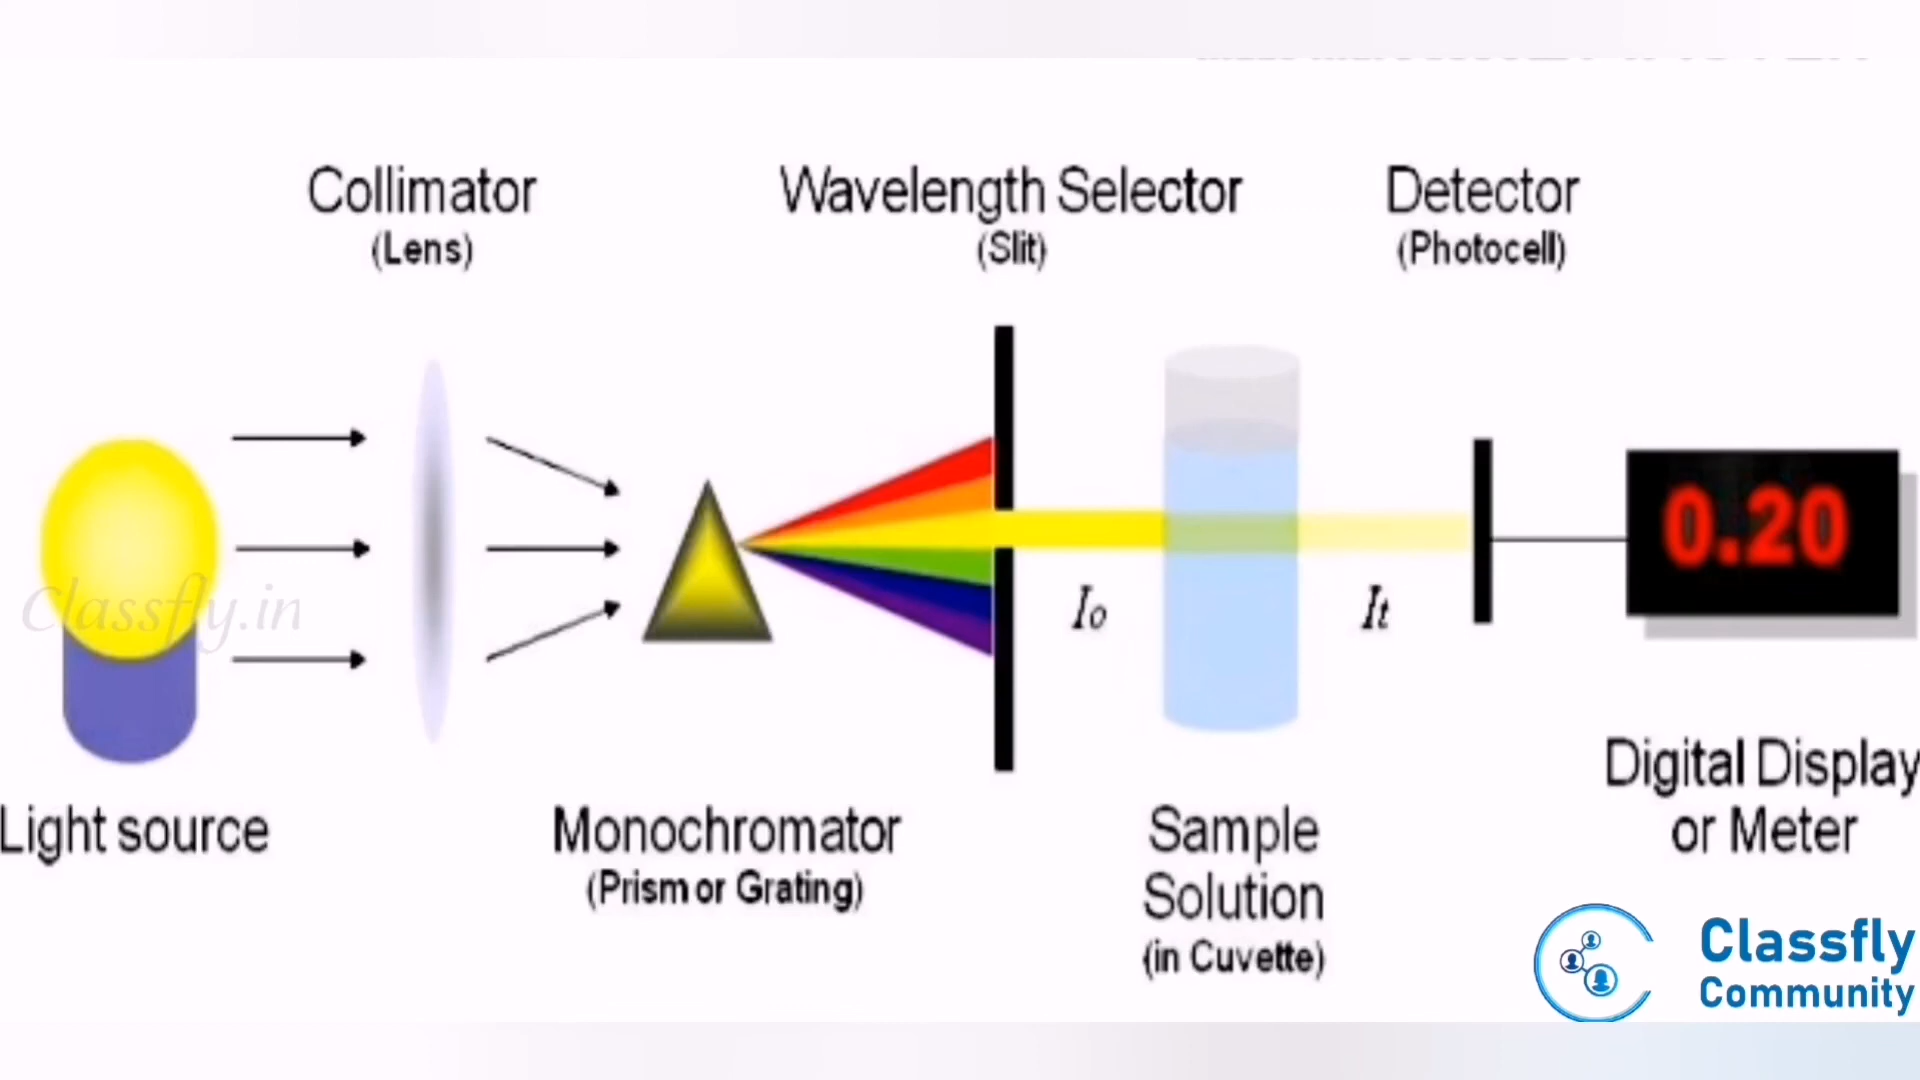 Collimator
(Lens)
Wavelength Selector
(Slit)
Detector
(Photocell)
0.20
Classfly.in
Io
It
Light source
Monochromator
(Prism or Grating)
Sample
Solution
(in Cuvette)
Digital Display
or Meter
Classfly
Community